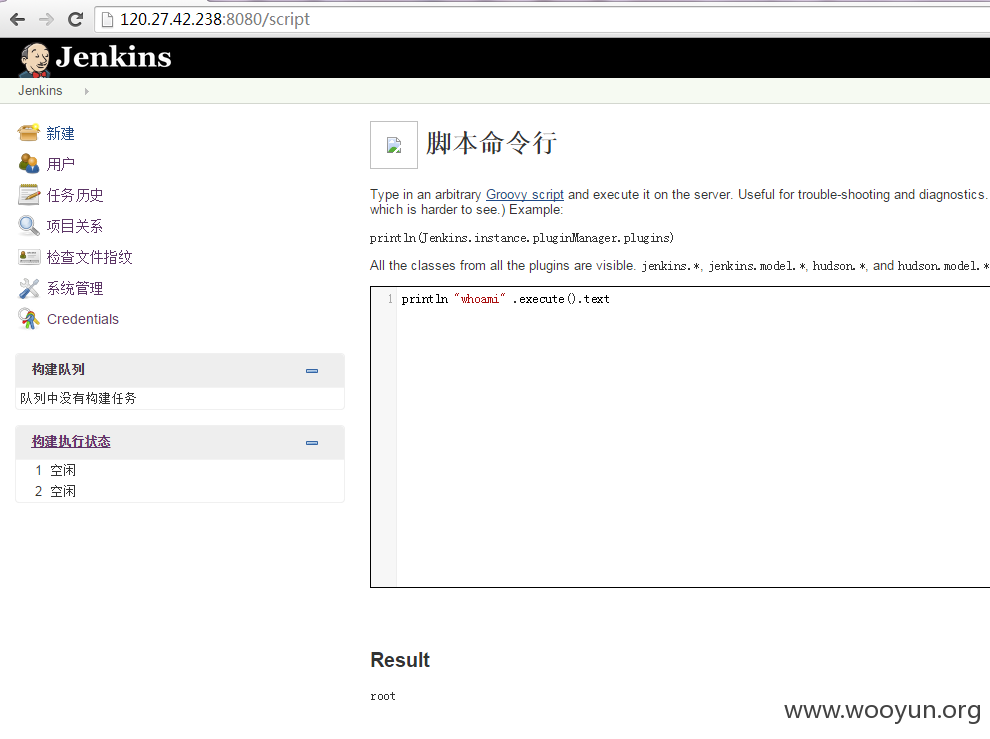 120.27.42.238:8080/script
Jenkins
Jenkins
新建
用户
任务历史
项目关系
检查文件指纹
系统管理
Credentials
构建队列
队列中没有构建任务
构建执行状态
1 空闲
2 空闲
脚本命令行
Type in an arbitrary Groovy script and execute it on the server. Useful for trouble-shooting and diagnostics.
which is harder to see.) Example:
println(Jenkins.instance.pluginManager.plugins)
All the classes from all the plugins are visible. jenkins.*, jenkins.model.*, hudson.*, and hudson.model.*
1 println "whoami" .execute().text
Result
root
www.wooyun.org